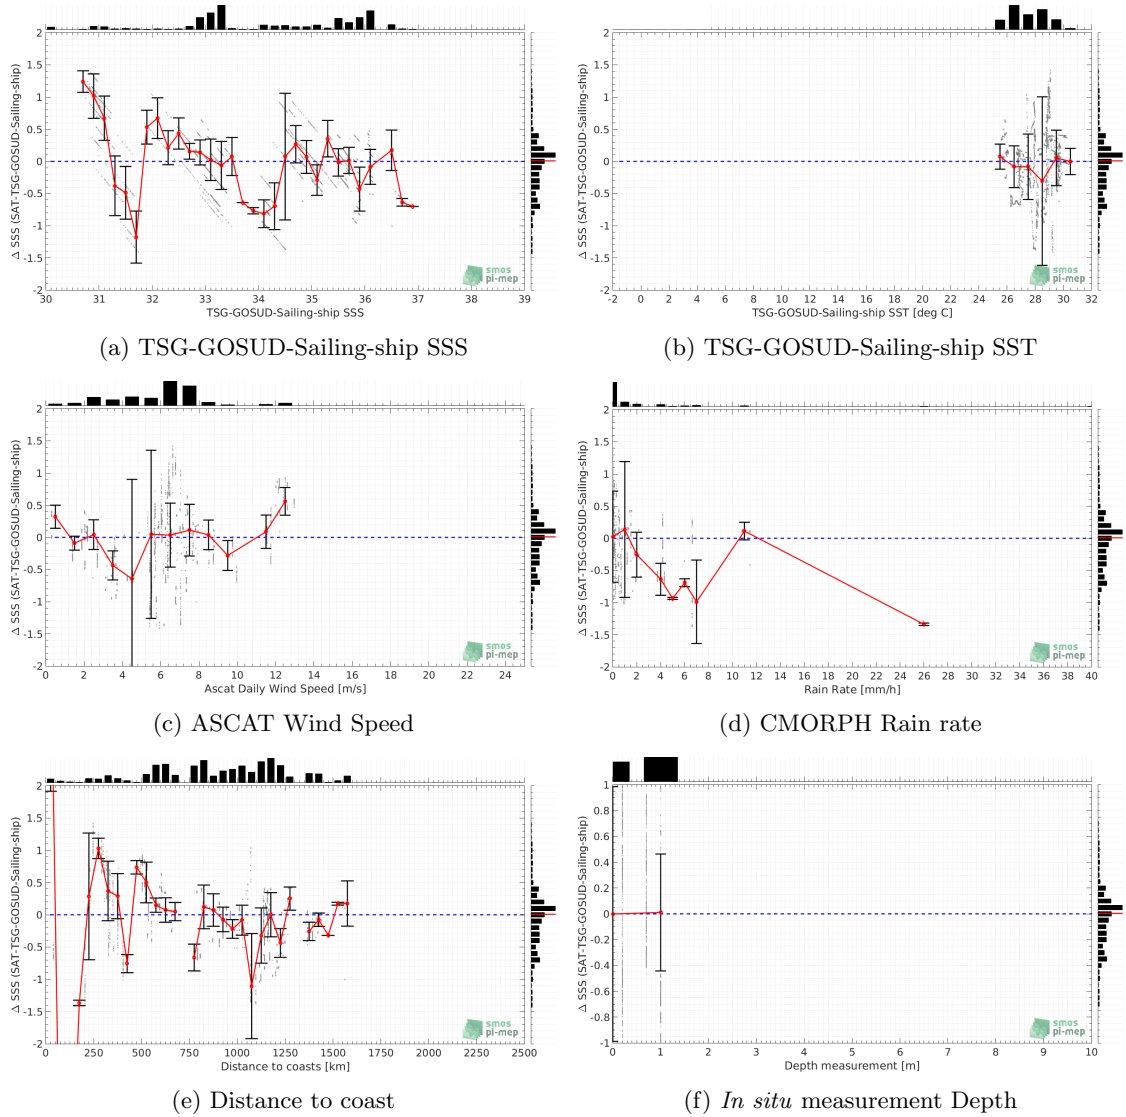 Δ SSS (SAT-TSG-GOSUD-Sailing-ship)
2
1.5
1
0.5
0
-0.5
-1
-1.5
-2
30 31 32 33 34 35 36 37 38 39
TSG-GOSUD-Sailing-ship SSS
smos
pi-mep
(a) TSG-GOSUD-Sailing-ship SSS
Δ SSS (SAT-TSG-GOSUD-Sailing-ship)
2
1.5
1
0.5
0
-0.5
-1
-1.5
-2
-2 0 2 4 6 8 10 12 14 16 18 20 22 24 26 28 30 32
TSG-GOSUD-Sailing-ship SST [deg C]
smos
pi-mep
(b) TSG-GOSUD-Sailing-ship SST
Δ SSS (SAT-TSG-GOSUD-Sailing-ship)
2
1.5
1
0.5
0
-0.5
-1
-1.5
-2
0 2 4 6 8 10 12 14 16 18 20 22 24
Ascat Daily Wind Speed [m/s]
smos
pi-mep
(c) ASCAT Wind Speed
Δ SSS (SAT-TSG-GOSUD-Sailing-ship)
2
1.5
1
0.5
0
-0.5
-1
-1.5
-2
0 2 4 6 8 10 12 14 16 18 20 22 24 26 28 30 32 34 36 38 40
Rain Rate [mm/h]
smos
pi-mep
(d) CMORPH Rain rate
Δ SSS (SAT-TSG-GOSUD-Sailing-ship)
2
1.5
1
0.5
0
-0.5
-1
-1.5
-2
0 250 500 750 1000 1250 1500 1750 2000 2250 2500
Distance to coasts [km]
smos
pi-mep
(e) Distance to coast
Δ SSS (SAT-TSG-GOSUD-Sailing-ship)
1
0.8
0.6
0.4
0.2
0
-0.2
-0.4
-0.6
-0.8
-1
0 1 2 3 4 5 6 7 8 9 10
Depth measurement [m]
smos
pi-mep
(f) In situ measurement Depth